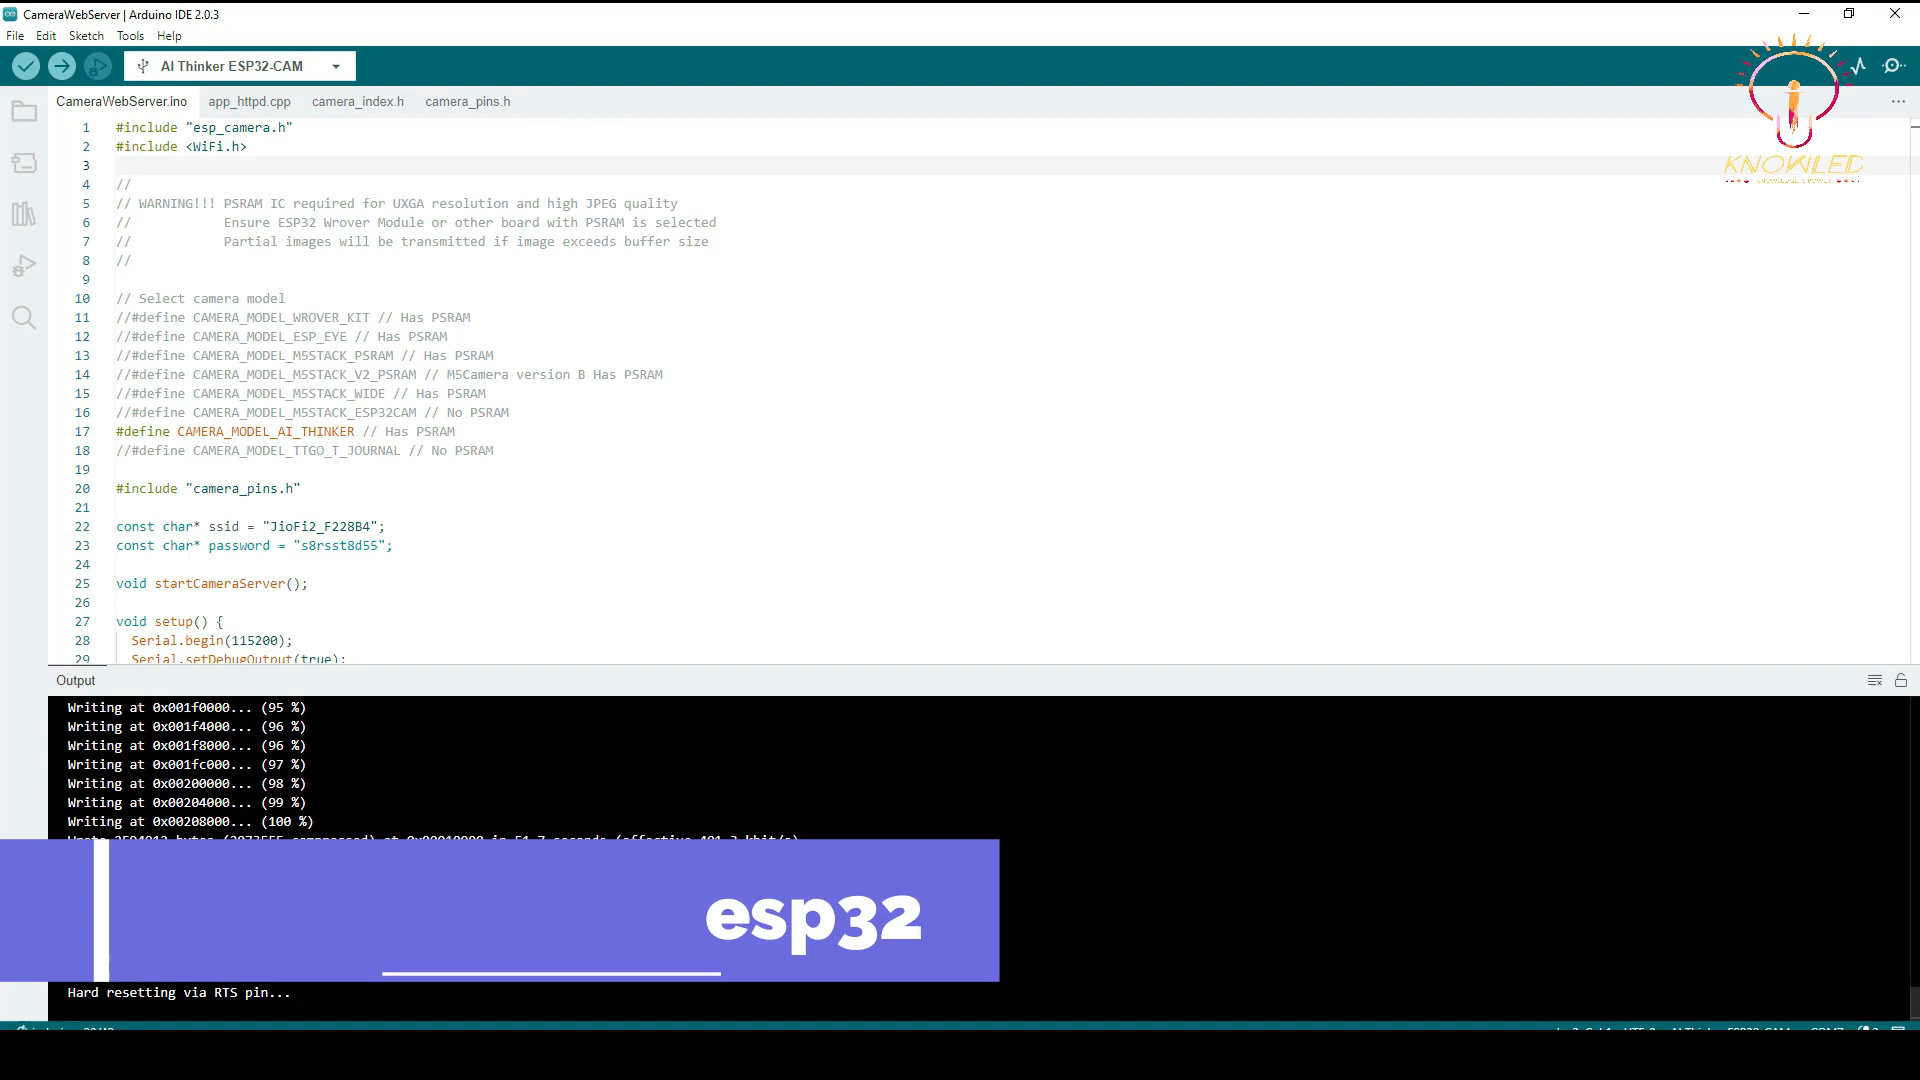 CameraWebServer | Arduino IDE 2.0.3
File Edit Sketch Tools Help
AI Thinker ESP32-CAM
CameraWebServer.ino app_httpd.cpp camera_index.h camera_pins.h
KNOWLED
1 #include "esp_camera.h"
2 #include <WiFi.h>
3
4 //
5 // WARNING!!! PSRAM IC required for UXGA resolution and high JPEG quality
6 // Ensure ESP32 Wrover Module or other board with PSRAM is selected
7 // Partial images will be transmitted if image exceeds buffer size
8 //
9
10 // Select camera model
11 //#define CAMERA_MODEL_WROVER_KIT // Has PSRAM
12 //#define CAMERA_MODEL_ESP_EYE // Has PSRAM
13 //#define CAMERA_MODEL_M5STACK_PSRAM // Has PSRAM
14 //#define CAMERA_MODEL_M5STACK_V2_PSRAM // M5Camera version B Has PSRAM
15 //#define CAMERA_MODEL_M5STACK_WIDE // Has PSRAM
16 //#define CAMERA_MODEL_M5STACK_ESP32CAM // No PSRAM
17 #define CAMERA_MODEL_AI_THINKER // Has PSRAM
18 //#define CAMERA_MODEL_TTGO_T_JOURNAL // No PSRAM
19
20 #include "camera_pins.h"
21
22 const char* ssid = "JioFi2_F228B4";
23 const char* password = "s8rsst8d55";
24
25 void startCameraServer();
26
27 void setup() {
28 Serial.begin(115200);
29 Serial.setDebugOutput(true);
Output
Writing at 0x001f0000... (95 %)
Writing at 0x001f4000... (96 %)
Writing at 0x001f8000... (96 %)
Writing at 0x001fc000... (97 %)
Writing at 0x00200000... (98 %)
Writing at 0x00204000... (99 %)
Writing at 0x00208000... (100 %)
esp32
Hard resetting via RTS pin...